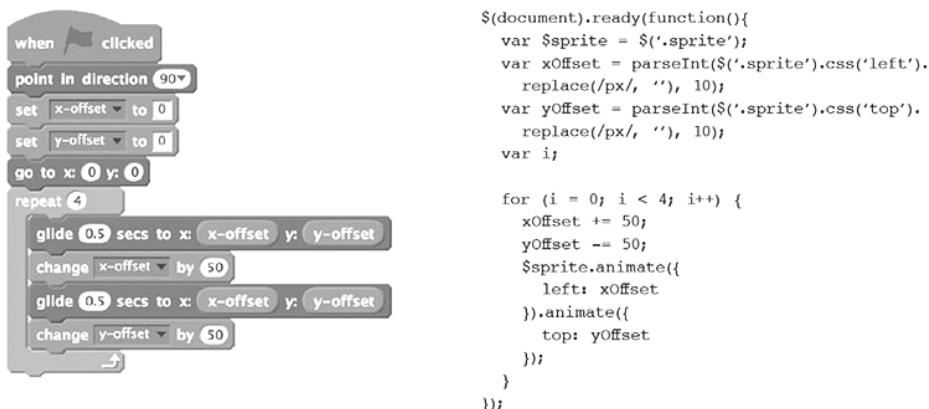 when clicked
point in direction 90
set x-offset to 0
set y-offset to 0
go to x: 0 y: 0
repeat 4
glide 0.5 secs to x: x-offset y: y-offset
change x-offset by 50
glide 0.5 secs to x: x-offset y: y-offset
change y-offset by 50
$(document).ready(function(){
var $sprite = $(‘.sprite’);
var xOffset = parseInt($(‘.sprite’).css(‘left’).
replace(/px/, ‘’), 10);
var yOffset = parseInt($(‘.sprite’).css(‘top’).
replace(/px/, ‘’), 10);
var i;
for (i = 0; i < 4; i++) {
xOffset += 50;
yOffset -= 50;
$sprite.animate({
left: xOffset
}).animate({
top: yOffset
});
}
});